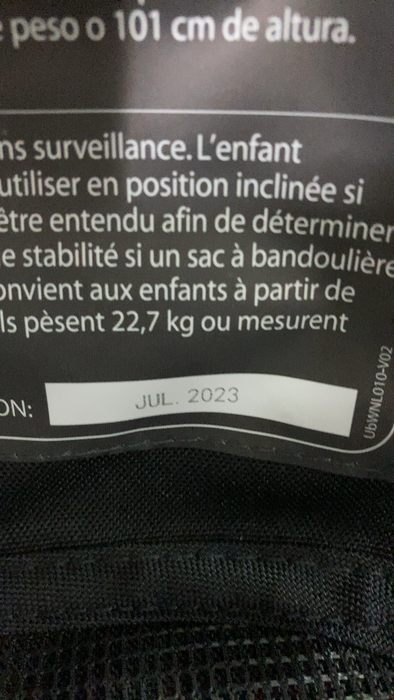 peso o 101 cm de altura.
ns surveillance. L'enfant
utiliser en position inclinée si
être entendu afin de déterminer
e stabilité si un sac à bandoulière
onvient aux enfants à partir de
ls pèsent 22,7 kg ou mesurent
ON: JUL. 2023
UbWNL010-V02